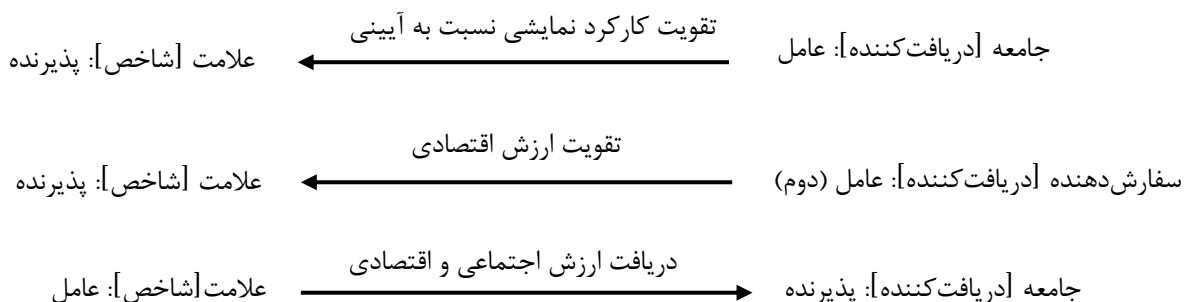 تقویت کارکرد نمایشی نسبت به آیینی
جامعه [دریافت‌کننده]: عامل
علامت [شاخص]: پذیرنده
تقویت ارزش اقتصادی
سفارش‌دهنده [دریافت‌کننده]: عامل (دوم)
علامت [شاخص]: پذیرنده
دریافت ارزش اجتماعی و اقتصادی
جامعه [دریافت‌کننده]: پذیرنده
علامت[شاخص]: عامل